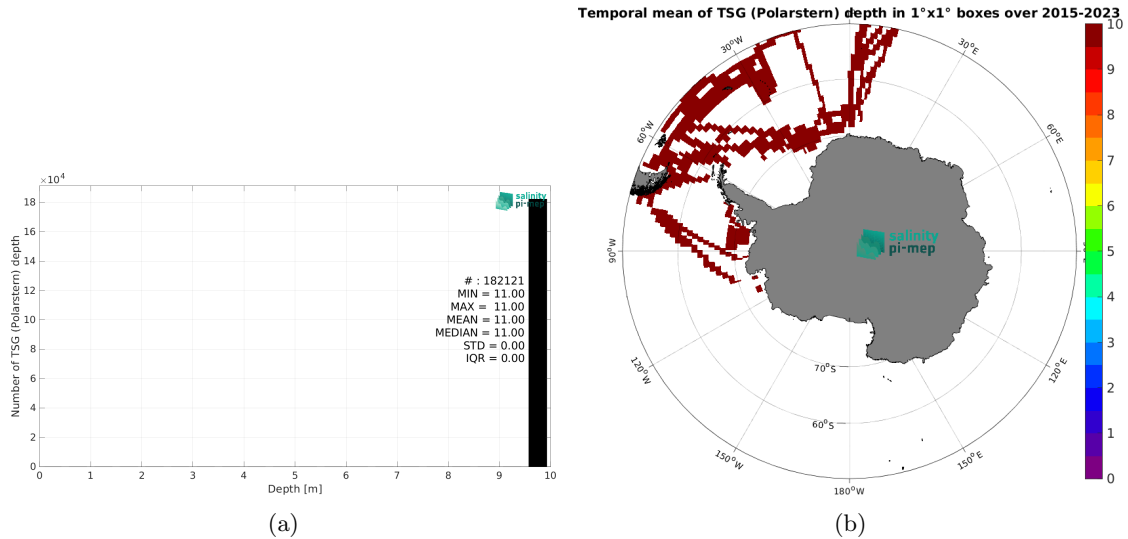 Temporal mean of TSG (Polarstern) depth in 1°x1° boxes over 2015-2023
×10⁴
18
16
14
12
10
8
6
4
2
0
Number of TSG (Polarstern) depth
salinity
pi-mep
# : 182121
MIN = 11.00
MAX = 11.00
MEAN = 11.00
MEDIAN = 11.00
STD = 0.00
IQR = 0.00
0 1 2 3 4 5 6 7 8 9 10
Depth [m]
(a)
30°W
30°E
60°W
60°E
90°W
salinity
pi-mep
120°W
120°E
70°S
60°S
150°W
150°E
180°W
10
9
8
7
6
5
4
3
2
1
0
(b)